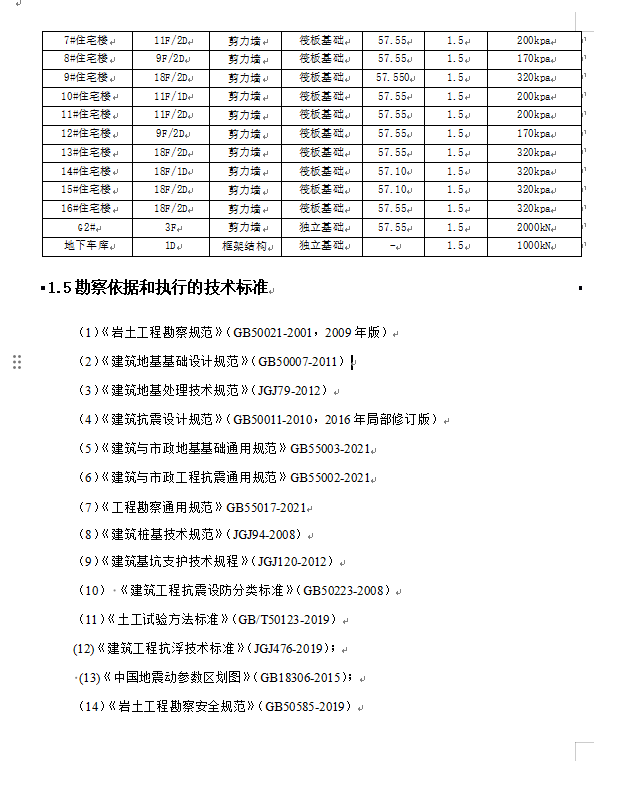 7#住宅楼 11F/2D 剪力墙 筏板基础 57.55 1.5 200kpa
8#住宅楼 9F/2D 剪力墙 筏板基础 57.55 1.5 170kpa
9#住宅楼 18F/2D 剪力墙 筏板基础 57.550 1.5 320kpa
10#住宅楼 11F/1D 剪力墙 筏板基础 57.55 1.5 200kpa
11#住宅楼 11F/2D 剪力墙 筏板基础 57.55 1.5 200kpa
12#住宅楼 9F/2D 剪力墙 筏板基础 57.55 1.5 170kpa
13#住宅楼 18F/2D 剪力墙 筏板基础 57.55 1.5 320kpa
14#住宅楼 18F/1D 剪力墙 筏板基础 57.10 1.5 320kpa
15#住宅楼 18F/2D 剪力墙 筏板基础 57.10 1.5 320kpa
16#住宅楼 18F/2D 剪力墙 筏板基础 57.55 1.5 320kpa
G2# 3F 剪力墙 独立基础 57.55 1.5 2000kN
地下车库 1D 框架结构 独立基础 - 1.5 1000kN
1.5 勘察依据和执行的技术标准
（1）《岩土工程勘察规范》（GB50021-2001，2009 年版）
（2）《建筑地基基础设计规范》（GB50007-2011）
（3）《建筑地基处理技术规范》（JGJ79-2012）
（4）《建筑抗震设计规范》（GB50011-2010，2016 年局部修订版）
（5）《建筑与市政地基基础通用规范》GB55003-2021
（6）《建筑与市政工程抗震通用规范》GB55002-2021
（7）《工程勘察通用规范》GB55017-2021
（8）《建筑桩基技术规范》（JGJ94-2008）
（9）《建筑基坑支护技术规程》（JGJ120-2012）
（10） 《建筑工程抗震设防分类标准》（GB50223-2008）
（11）《土工试验方法标准》（GB/T50123-2019）
(12)《建筑工程抗浮技术标准》（JGJ476-2019）；
(13)《中国地震动参数区划图》（GB18306-2015）；
（14）《岩土工程勘察安全规范》（GB50585-2019）